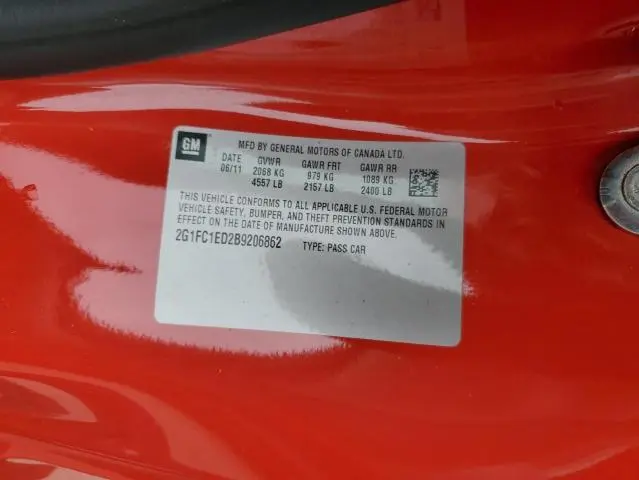 GM
MFD BY GENERAL MOTORS OF CANADA LTD.
DATE GVWR GAWR FRT GAWR RR
06/11 2068 KG 979 KG 1089 KG
4557 LB 2157 LB 2400 LB
THIS VEHICLE CONFORMS TO ALL APPLICABLE U.S. FEDERAL MOTOR
VEHICLE SAFETY, BUMPER, AND THEFT PREVENTION STANDARDS IN
EFFECT ON THE DATE OF MANUFACTURE SHOWN ABOVE.
2G1FC1ED2B9206862 TYPE: PASS CAR